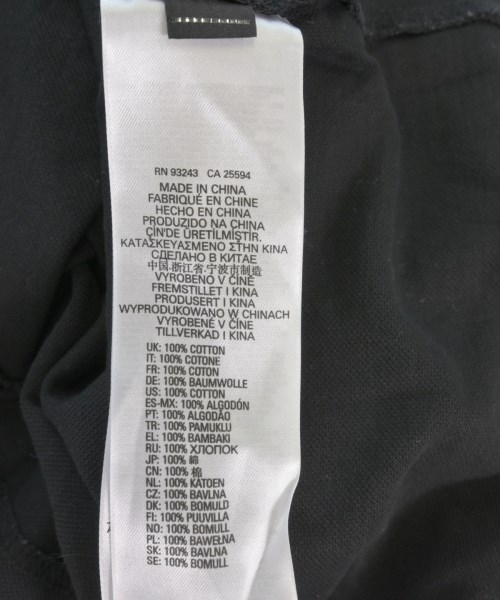 RN 93243 CA 25594
MADE IN CHINA
FABRIQUÉ EN CHINE
HECHO EN CHINA
PRODUZIDO NA CHINA
ÇİN'DE ÜRETİLMİŞTİR.
ΚΑΤΑΣΚΕΥΑΣΜΕΝΟ ΣΤΗΝ ΚΙΝΑ
СДЕЛАНО В КИТАЕ
中国.浙江省.宁波市制造
VYROBENO V ČÍNĚ
FREMSTILLET I KINA
PRODUSERT I KINA
WYPRODUKOWANO W CHINACH
VYROBENÉ V ČÍNE
TILLVERKAD I KINA
UK: 100% COTTON
IT: 100% COTONE
FR: 100% COTON
DE: 100% BAUMWOLLE
US: 100% COTTON
ES-MX: 100% ALGODÓN
PT: 100% ALGODÃO
TR: 100% PAMUKLU
EL: 100% ΒΑΜΒΑΚΙ
RU: 100% ХЛОПОК
JP: 100% 綿
CN: 100% 棉
NL: 100% KATOEN
CZ: 100% BAVLNA
DK: 100% BOMULD
FI: 100% PUUVILLA
NO: 100% BOMULL
PL: 100% BAWEŁNA
SK: 100% BAVLNA
SE: 100% BOMULL